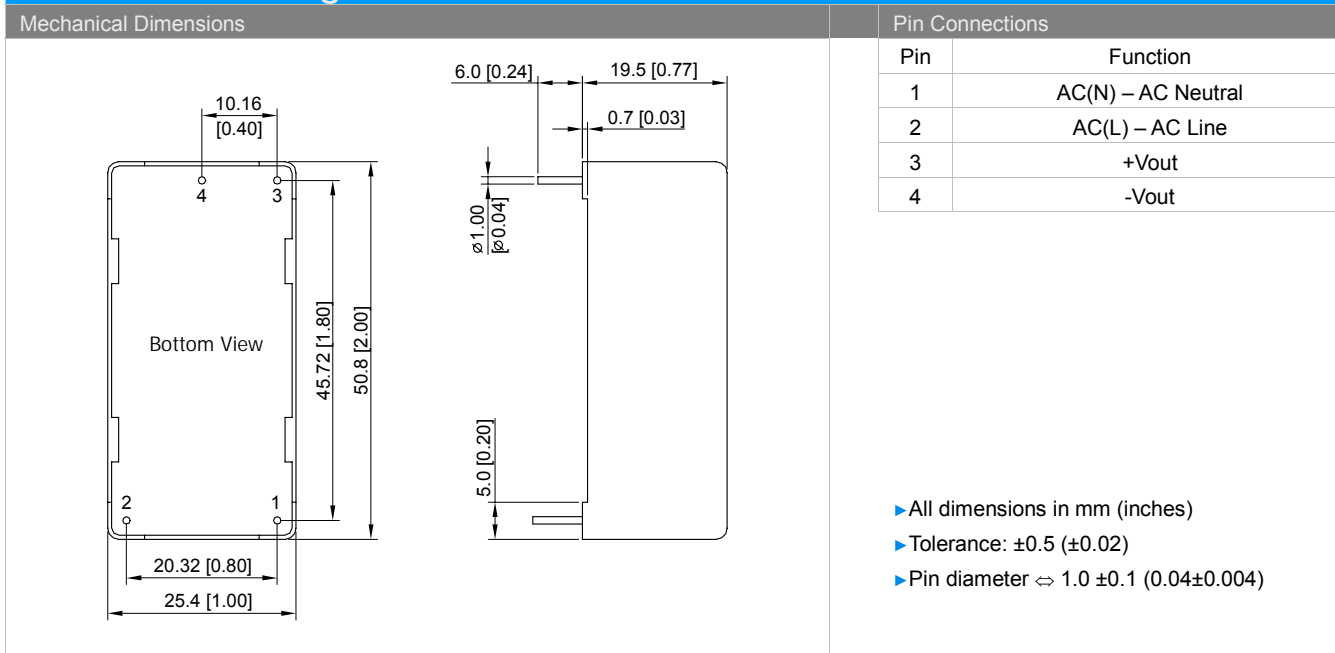 Mechanical Dimensions
6.0 [0.24]
19.5 [0.77]
10.16
[0.40]
0.7 [0.03]
4
3
⌀1.00
[⌀0.04]
Bottom View
45.72 [1.80]
50.8 [2.00]
5.0 [0.20]
2
1
20.32 [0.80]
25.4 [1.00]
Pin Connections
Pin Function
1 AC(N) – AC Neutral
2 AC(L) – AC Line
3 +Vout
4 -Vout
►All dimensions in mm (inches)
►Tolerance: ±0.5 (±0.02)
►Pin diameter ⇔ 1.0 ±0.1 (0.04±0.004)